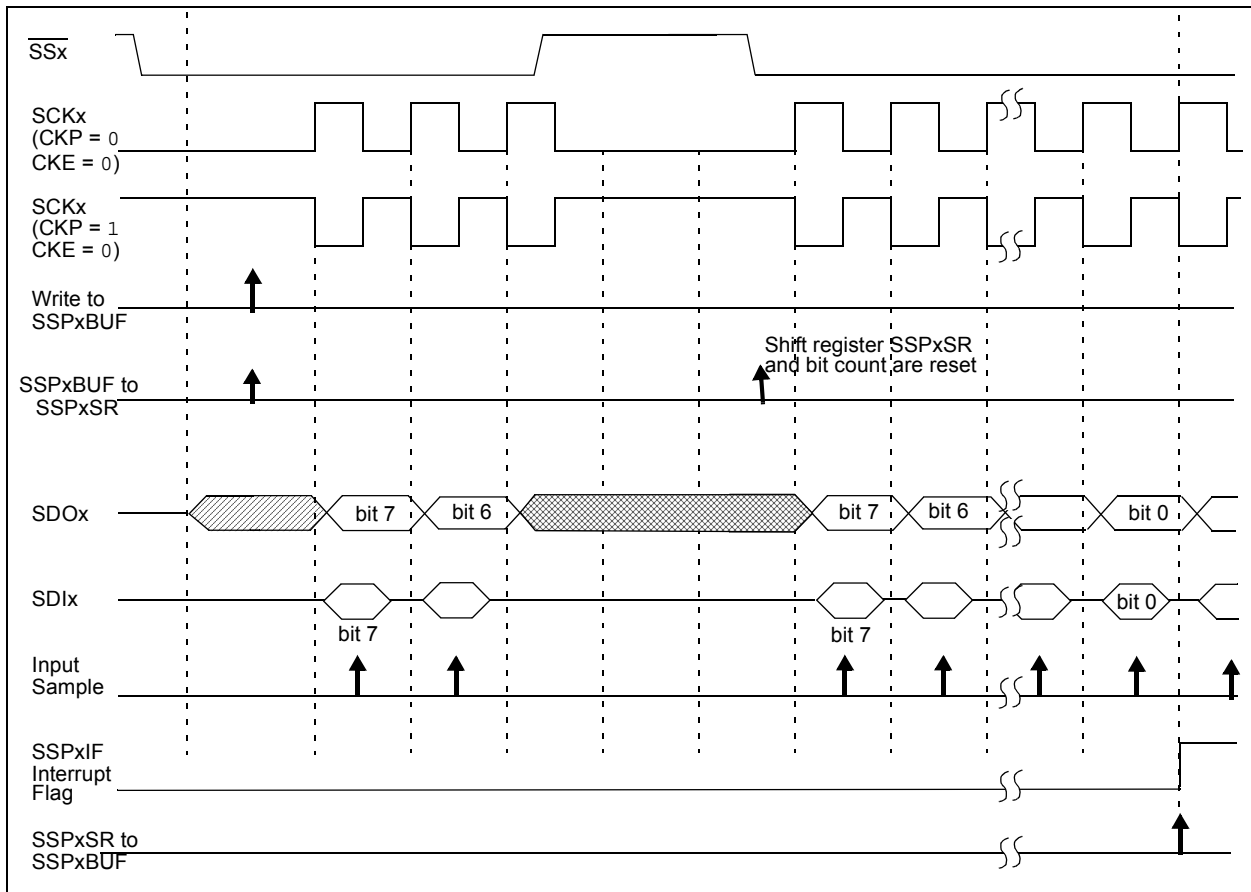 SSx
SCKx
(CKP = 0
CKE = 0)
SCKx
(CKP = 1
CKE = 0)
Write to
SSPxBUF
Shift register SSPxSR
and bit count are reset
SSPxBUF to
SSPxSR
SDOx
bit 7
bit 6
bit 7
bit 6
bit 0
SDIx
bit 0
bit 7
bit 7
Input
Sample
SSPxIF
Interrupt
Flag
SSPxSR to
SSPxBUF